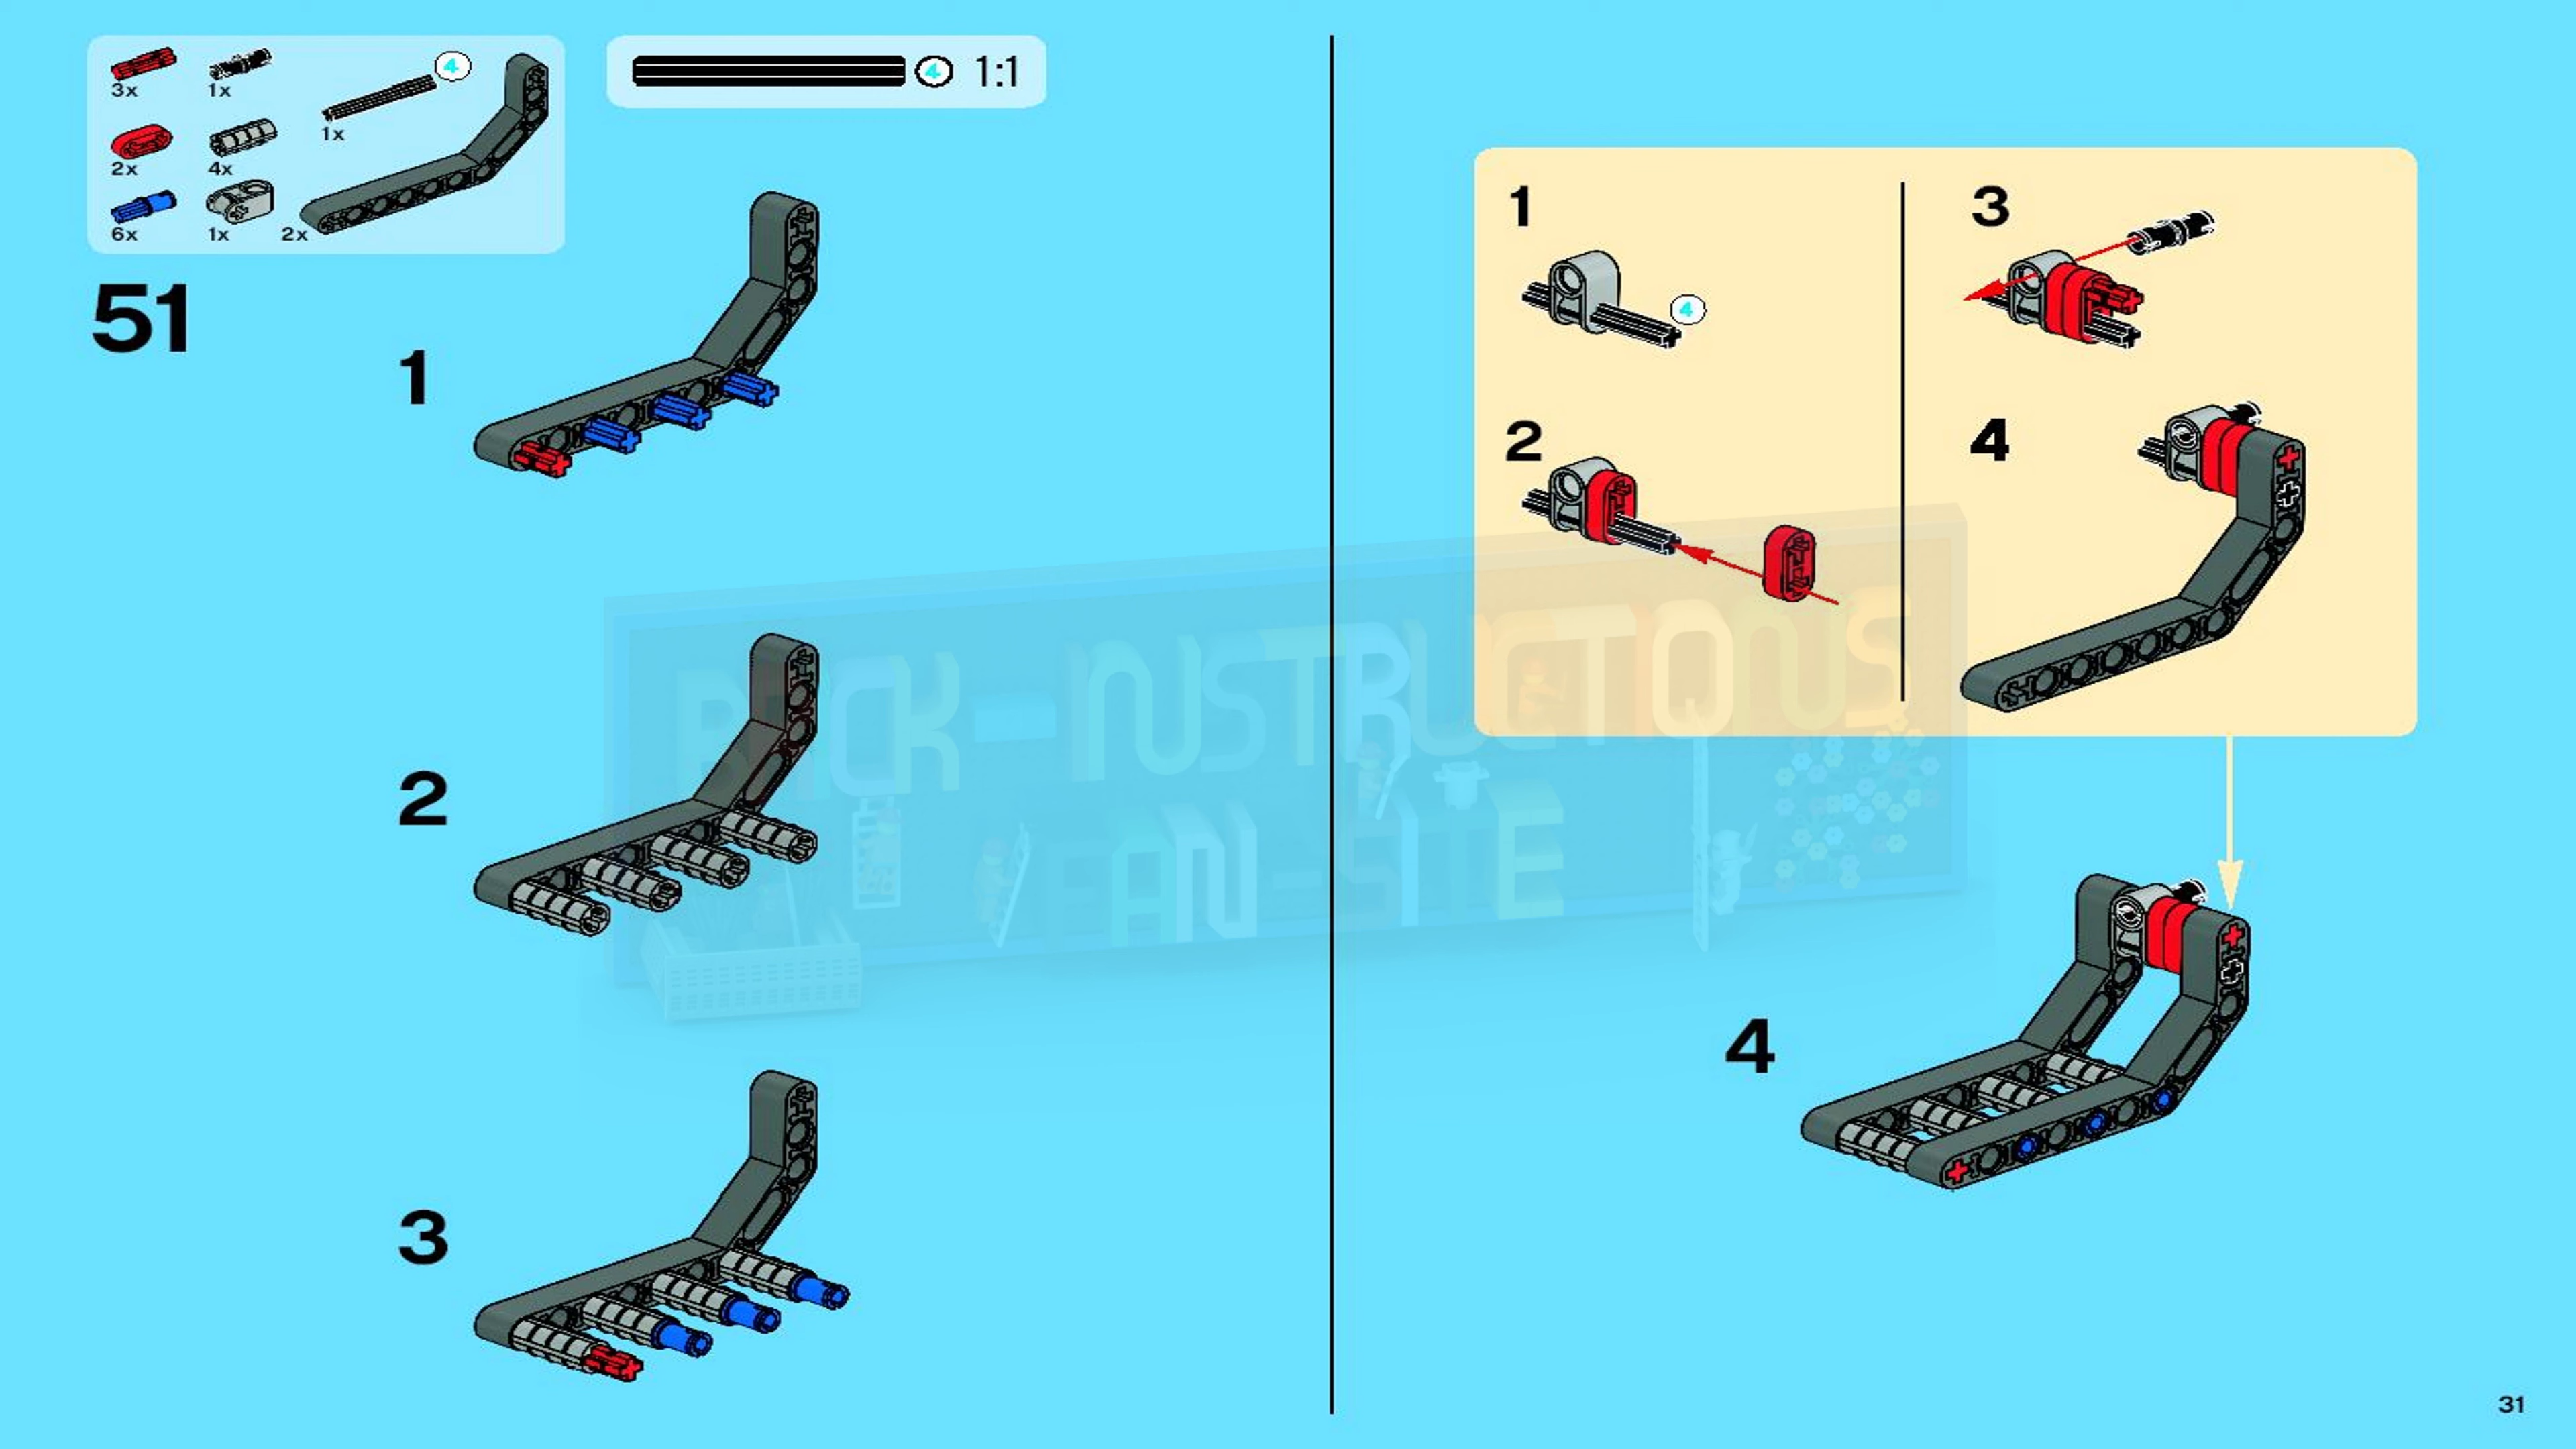 3x
1x
4
1x
2x
4x
6x
1x
2x
4 1:1
51
1
2
3
1
4
2
3
4
4
BRICK-INSTRUCTIONS
FAN-SITE
31